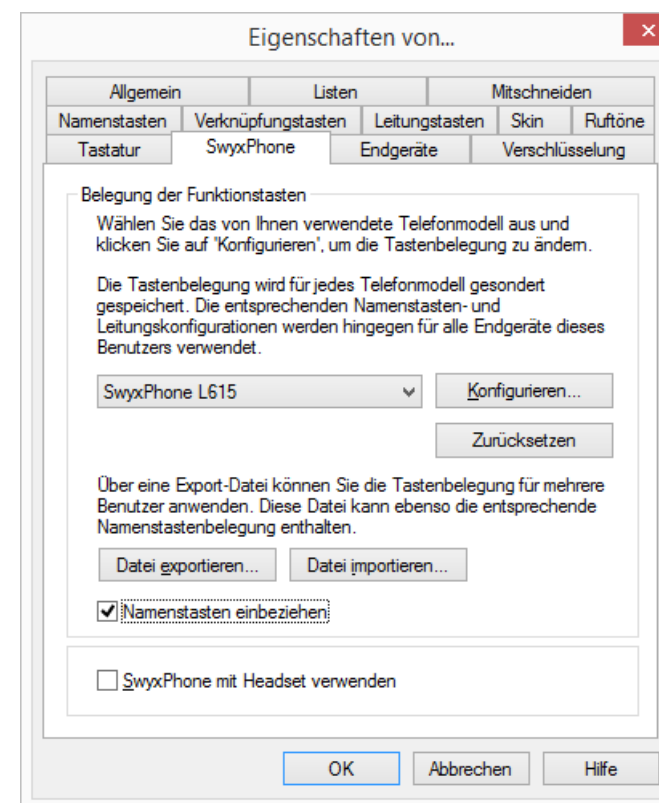 Eigenschaften von...
Allgemein Listen Mitschneiden
Namenstasten Verknüpfungstasten Leitungstasten Skin Ruftöne
Tastatur SwyxPhone Endgeräte Verschlüsselung
Belegung der Funktionstasten
Wählen Sie das von Ihnen verwendete Telefonmodell aus und
klicken Sie auf 'Konfigurieren', um die Tastenbelegung zu ändern.
Die Tastenbelegung wird für jedes Telefonmodell gesondert
gespeichert. Die entsprechenden Namenstasten- und
Leitungskonfigurationen werden hingegen für alle Endgeräte dieses
Benutzers verwendet.
SwyxPhone L615 Konfigurieren...
Zurücksetzen
Über eine Export-Datei können Sie die Tastenbelegung für mehrere
Benutzer anwenden. Diese Datei kann ebenso die entsprechende
Namenstastenbelegung enthalten.
Datei exportieren... Datei importieren...
Namenstasten einbeziehen
SwyxPhone mit Headset verwenden
OK Abbrechen Hilfe